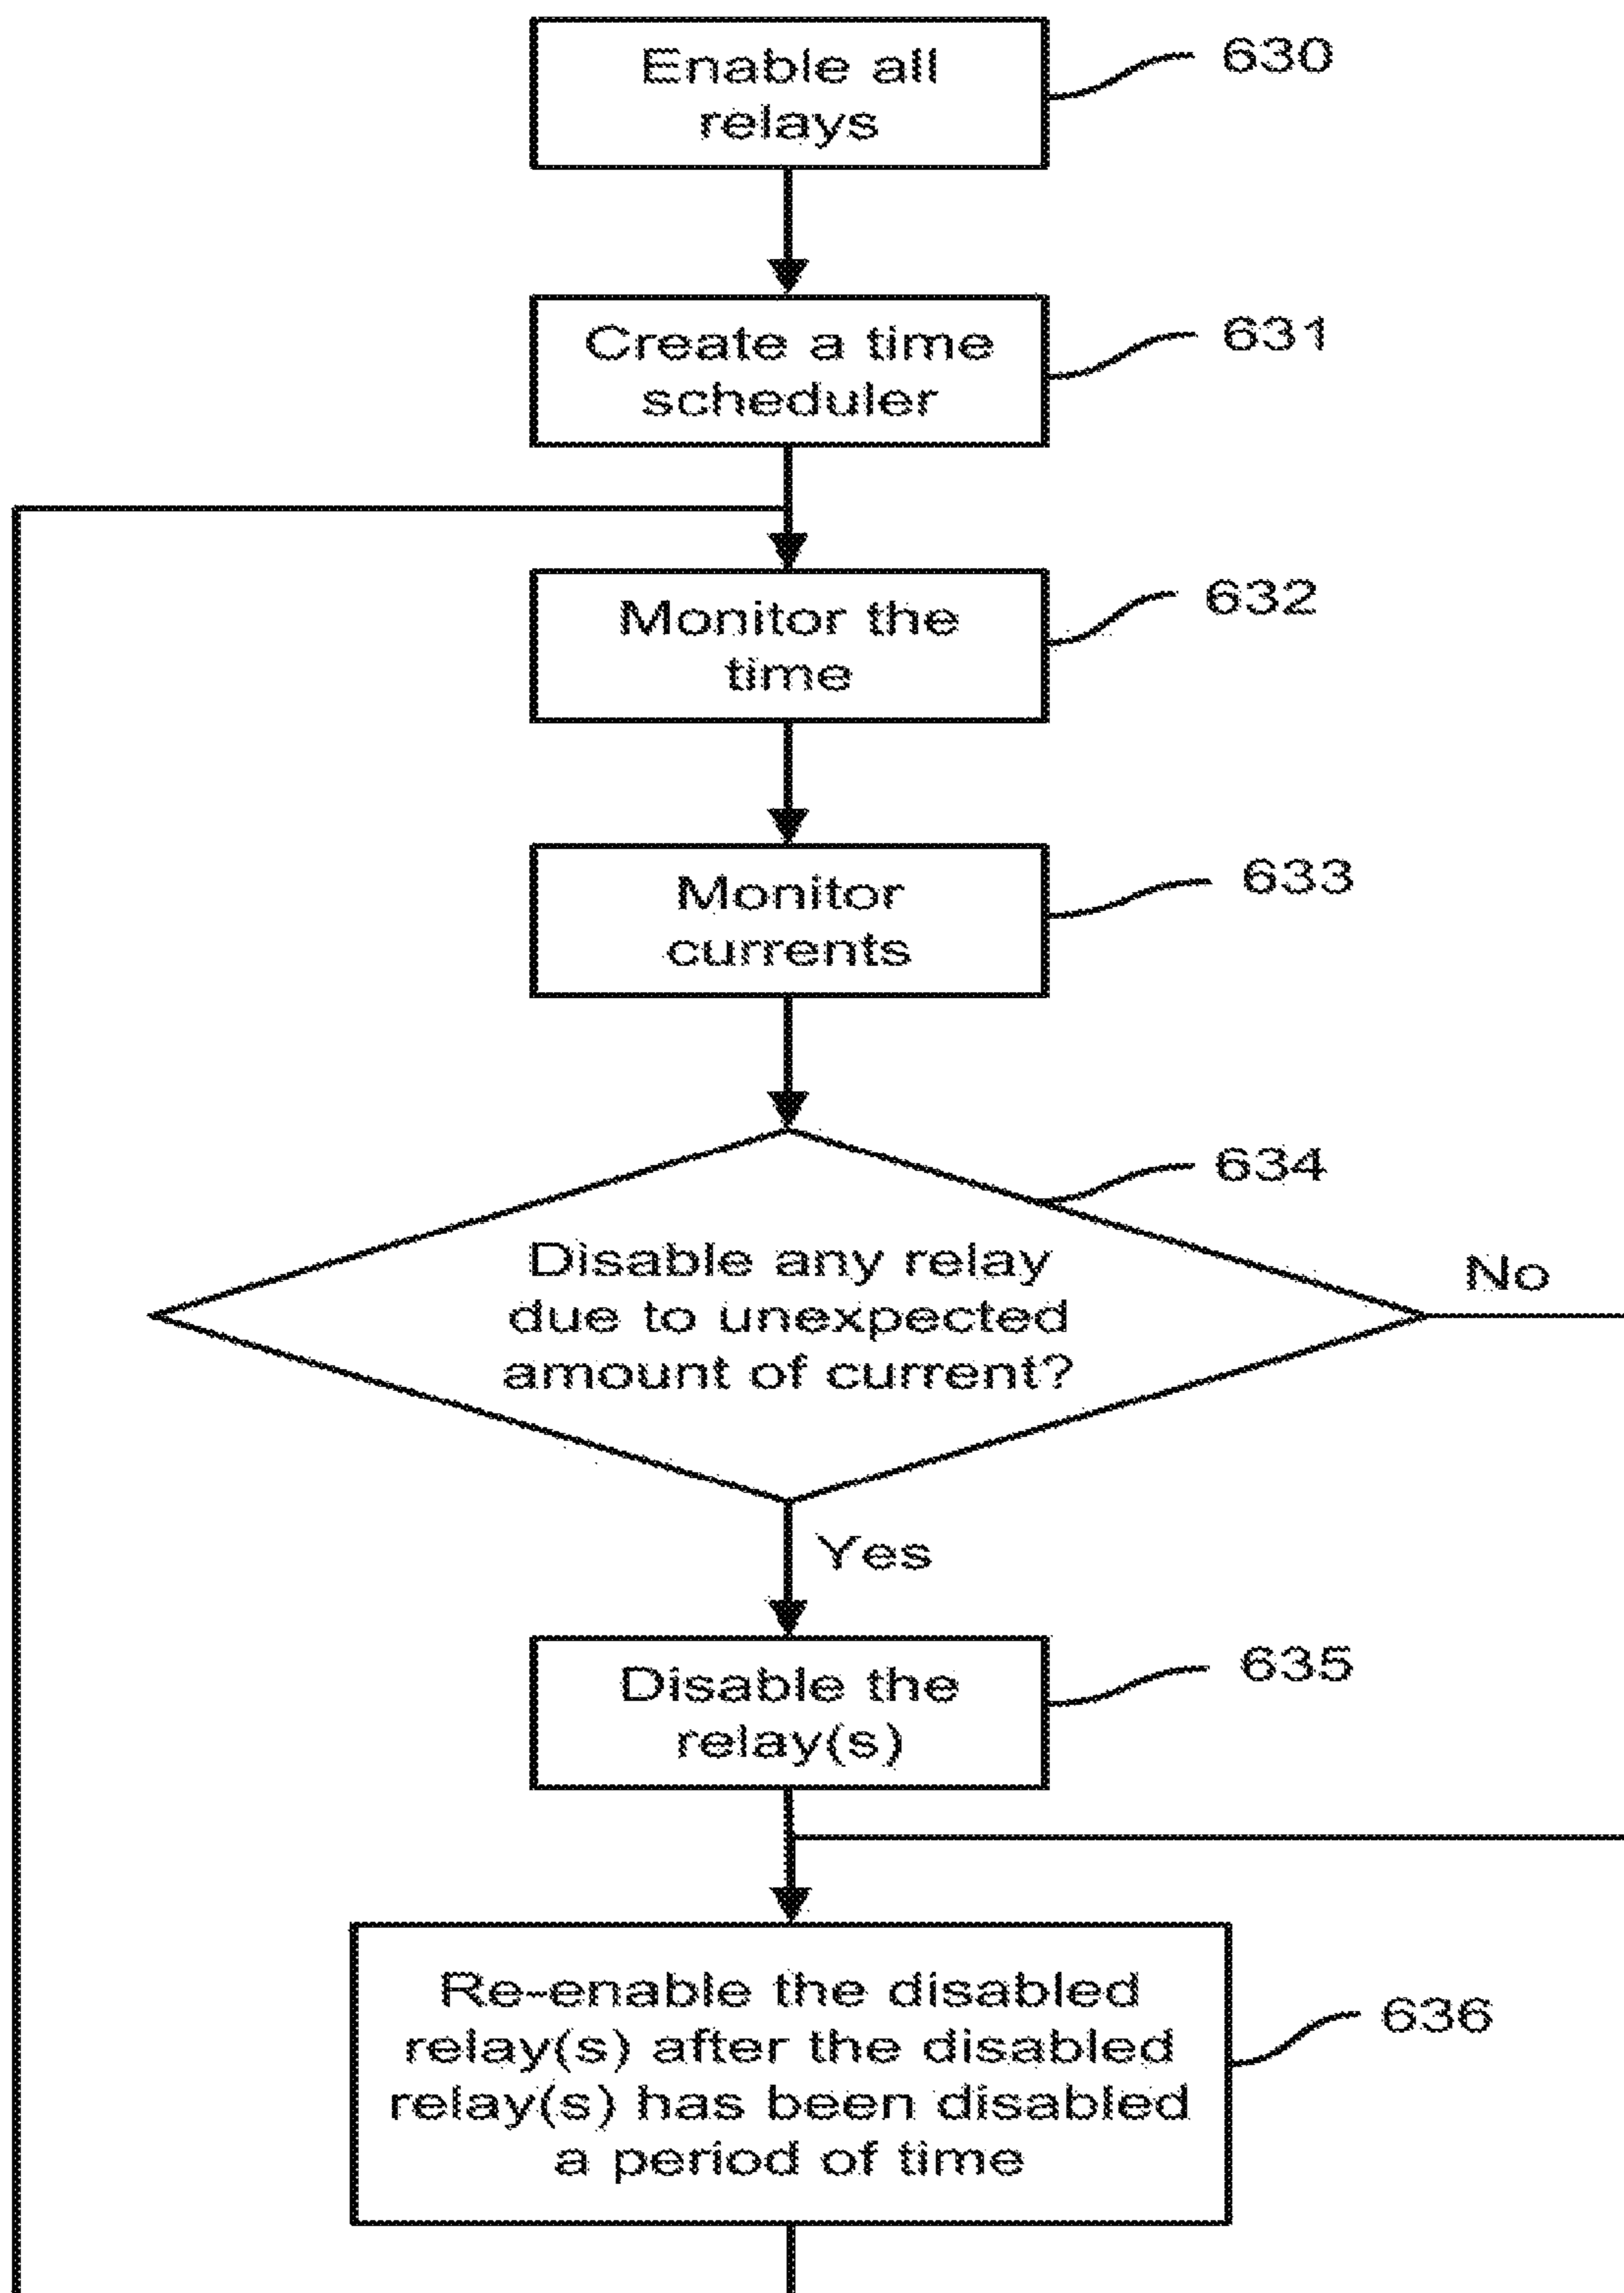 Enable all
relays
630
Create a time
scheduler
631
Monitor the
time
632
Monitor
currents
633
634
Disable any relay
due to unexpected
amount of current?
No
Yes
Disable the
relay(s)
635
Re-enable the disabled
relay(s) after the disabled
relay(s) has been disabled
a period of time
636